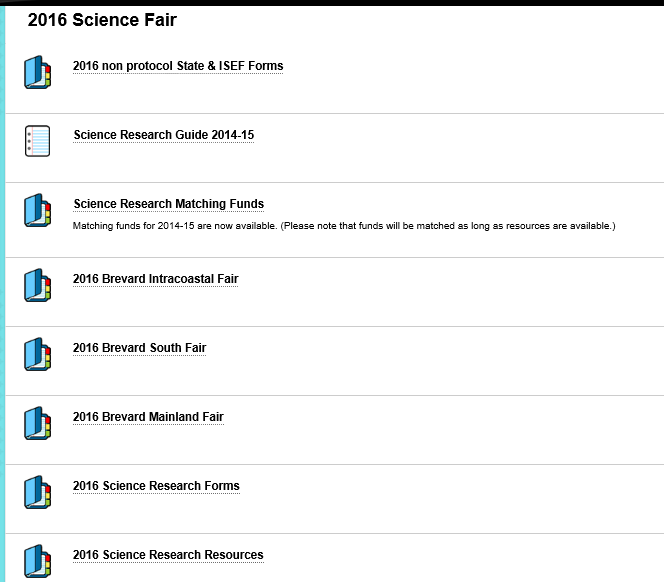 2016 Science Fair
2016 non protocol State & ISEF Forms
Science Research Guide 2014-15
Science Research Matching Funds
Matching funds for 2014-15 are now available. (Please note that funds will be matched as long as resources are available.)
2016 Brevard Intracoastal Fair
2016 Brevard South Fair
2016 Brevard Mainland Fair
2016 Science Research Forms
2016 Science Research Resources